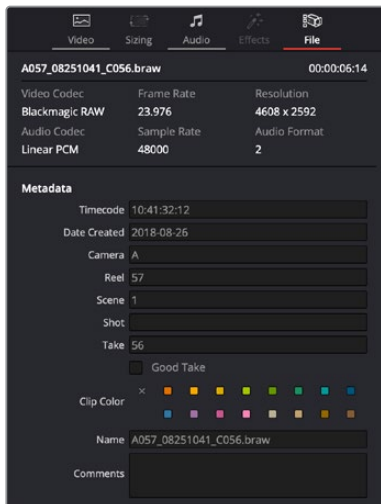 Video Sizing Audio Effects File
A057_08251041_C056.braw 00:00:06:14
Video Codec Frame Rate Resolution
Blackmagic RAW 23.976 4608 x 2592
Audio Codec Sample Rate Audio Format
Linear PCM 48000 2
Metadata
Timecode 10:41:32:12
Date Created 2018-08-26
Camera A
Reel 57
Scene 1
Shot
Take 56
Good Take
Clip Color
Name A057_08251041_C056.braw
Comments